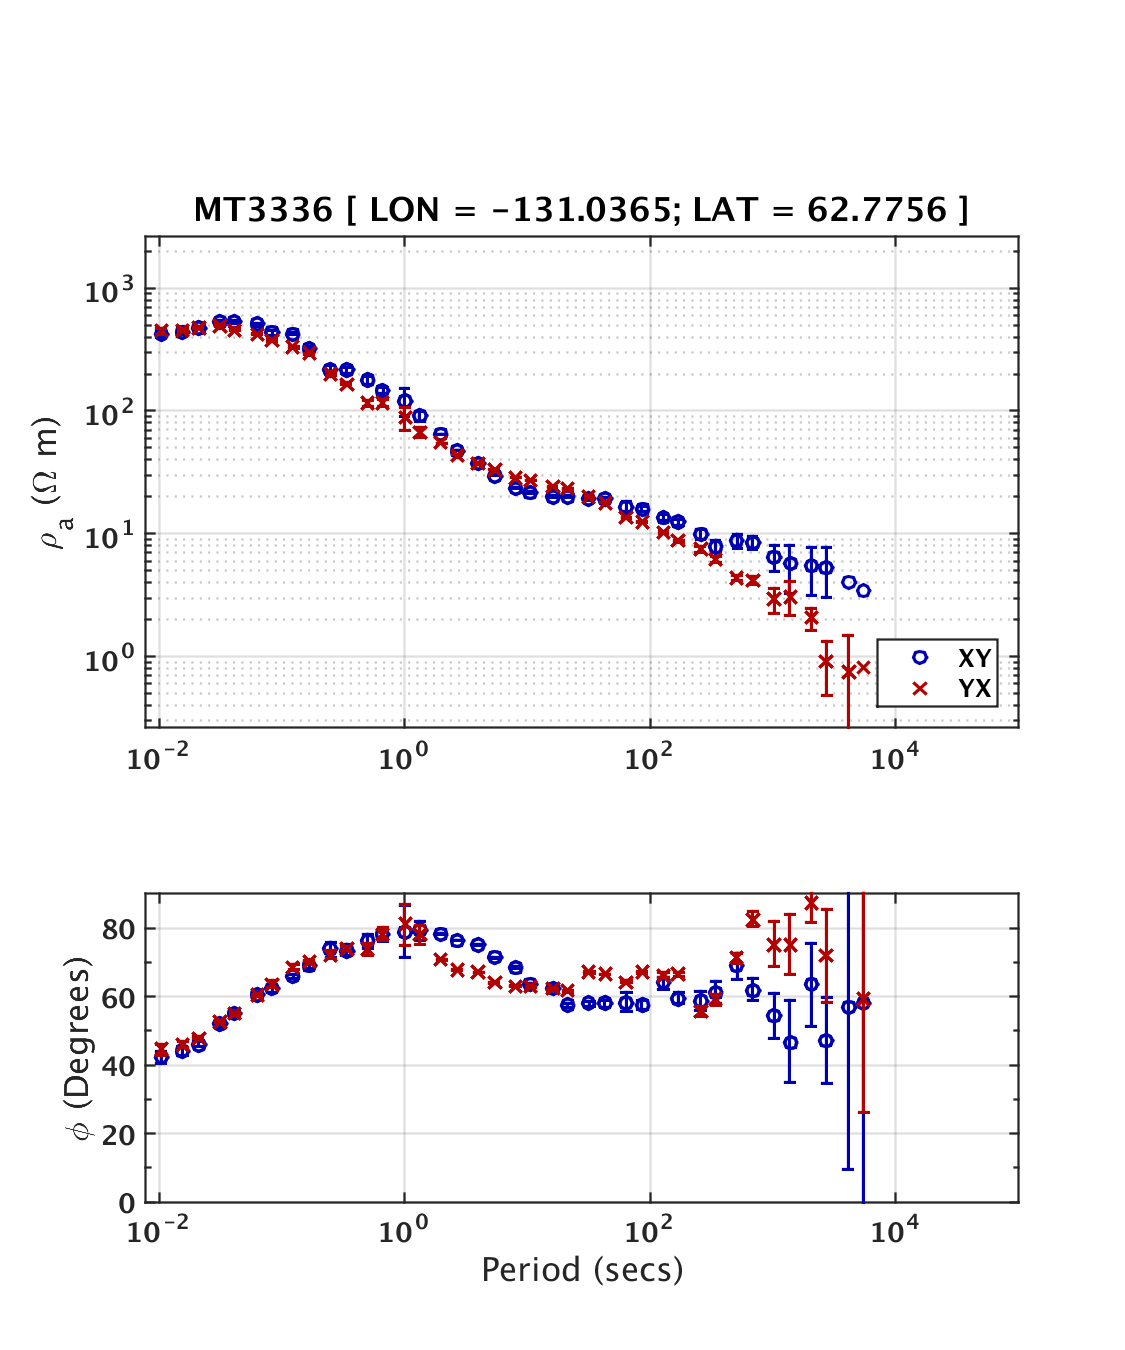 MT3336 [ LON = -131.0365; LAT = 62.7756 ]
ρa (Ω m)
10³
10²
10¹
10⁰
XY
YX
10⁻² 10⁰ 10² 10⁴
ϕ (Degrees)
80
60
40
20
0
10⁻² 10⁰ 10² 10⁴
Period (secs)